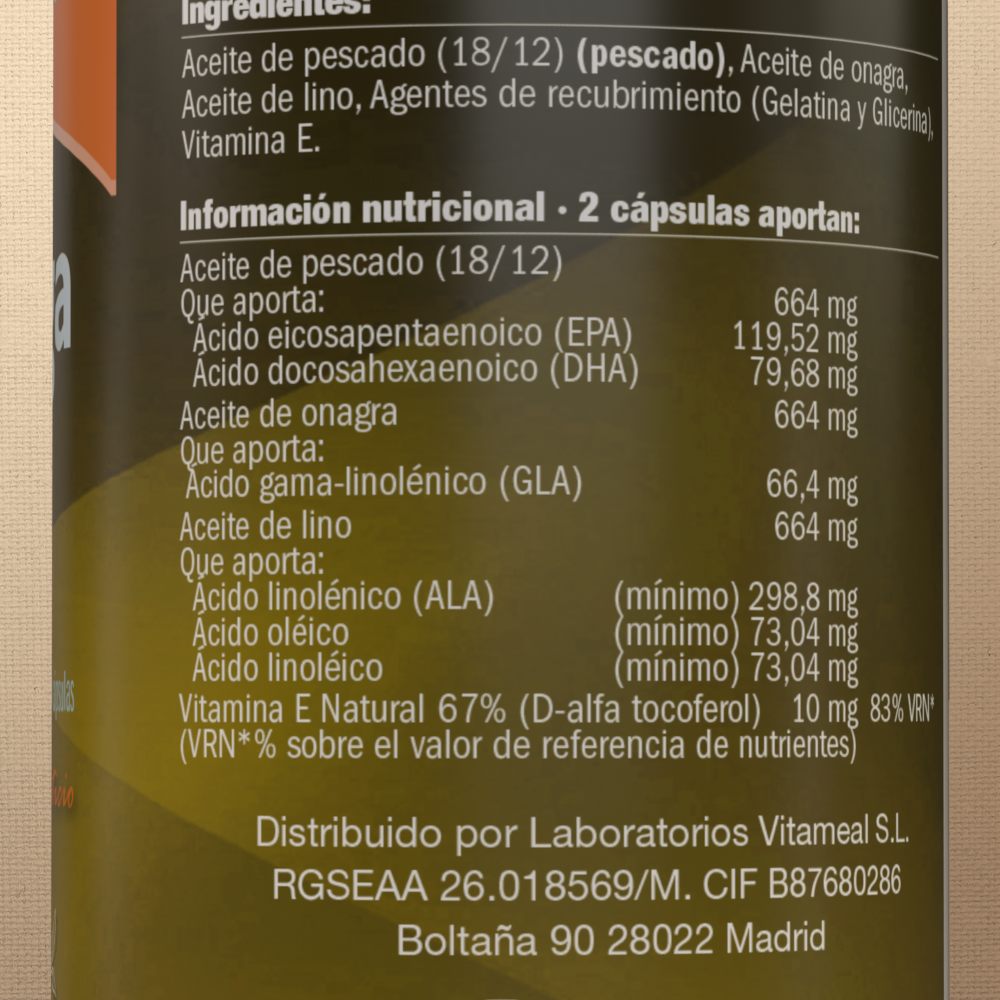 Ingredientes:
Aceite de pescado (18/12) (pescado), Aceite de onagra,
Aceite de lino, Agentes de recubrimiento (Gelatina y Glicerina),
Vitamina E.
Información nutricional · 2 cápsulas aportan:
Aceite de pescado (18/12)
Que aporta: 664 mg
Ácido eicosapentaenoico (EPA) 119,52 mg
Ácido docosahexaenoico (DHA) 79,68 mg
Aceite de onagra 664 mg
Que aporta:
Ácido gama-linolénico (GLA) 66,4 mg
Aceite de lino 664 mg
Que aporta:
Ácido linolénico (ALA) (mínimo) 298,8 mg
Ácido oléico (mínimo) 73,04 mg
Ácido linoléico (mínimo) 73,04 mg
Vitamina E Natural 67% (D-alfa tocoferol) 10 mg 83% VRN*
(VRN*% sobre el valor de referencia de nutrientes)
Distribuido por Laboratorios Vitameal S.L.
RGSEAA 26.018569/M. CIF B87680286
Boltaña 90 28022 Madrid